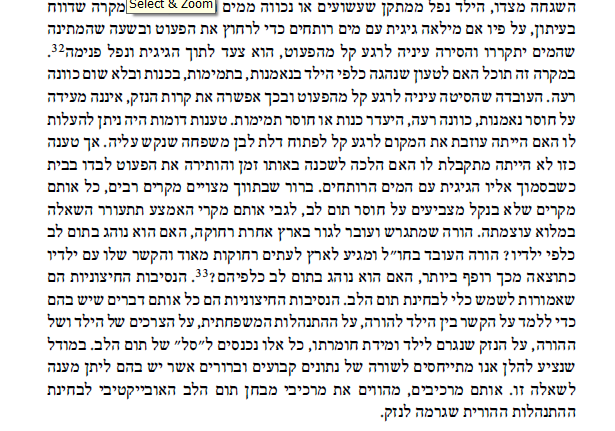 Select & Zoom
השגחה מצדו, הילד נפל ממתקן שעשועים או נכווה ממים מקרה שדווח
בעיתון, על פיו אם מילאה גיגית עם מים רותחים כדי לרחוץ את הפעוט ובשעה שהמתינה
שהמים יתקררו והסירה עיניה לרגע קל מהפעוט, הוא צעד לתוך הגיגית ונפל פנימה32.
במקרה זה תוכל האם לטעון שנהגה כלפי הילד בנאמנות, בתמימות, בכנות ובלא שום כוונה
רעה. העובדה שהסיטה עיניה לרגע קל מהפעוט ובכך אפשרה את קרות הנזק, איננה מעידה
על חוסר נאמנות, כוונה רעה, היעדר כנות או חוסר תמימות. טענות דומות היה ניתן להעלות
לו האם הייתה עוזבת את המקום לרגע קל לפתוח דלת לבן משפחה שנקש עליה. אך טענה
כזו לא הייתה מתקבלת לו האם הלכה לשכנה באותו זמן והותירה את הפעוט לבדו בבית
כשבסמוך אליו הגיגית עם המים הרותחים. ברור שבתווך מצויים מקרים רבים, כל אותם
מקרים שלא בנקל מצביעים על חוסר תום לב, לגבי אותם מקרי האמצע תתעורר השאלה
במלוא עוצמתה. הורה שמתגרש ועובר לגור בארץ אחרת רחוקה, האם הוא נוהג בתום לב
כלפי ילדיו? הורה העובד בחו״ל ומגיע לארץ לעתים רחוקות מאוד והקשר שלו עם ילדיו
כתוצאה מכך רופף ביותר, האם הוא נוהג בתום לב כלפיהם?33. הנסיבות החיצוניות הם
שאמורות לשמש כלי לבחינת תום הלב. הנסיבות החיצוניות הם כל אותם דברים שיש בהם
כדי ללמד על הקשר בין הילד להורה, על ההתנהלות המשפחתית, על הצרכים של הילד ושל
ההורה, על הנזק שנגרם לילד ומידת חומרתו, כל אלו נכנסים ל״סל״ של תום הלב. במודל
שנציע להלן אנו מתייחסים לשורה של נתונים קבועים וברורים אשר יש בהם ליתן מענה
לשאלה זו. אותם מרכיבים, מהווים את מרכיבי מבחן תום הלב האובייקטיבי לבחינת
ההתנהלות ההורית שגרמה לנזק.